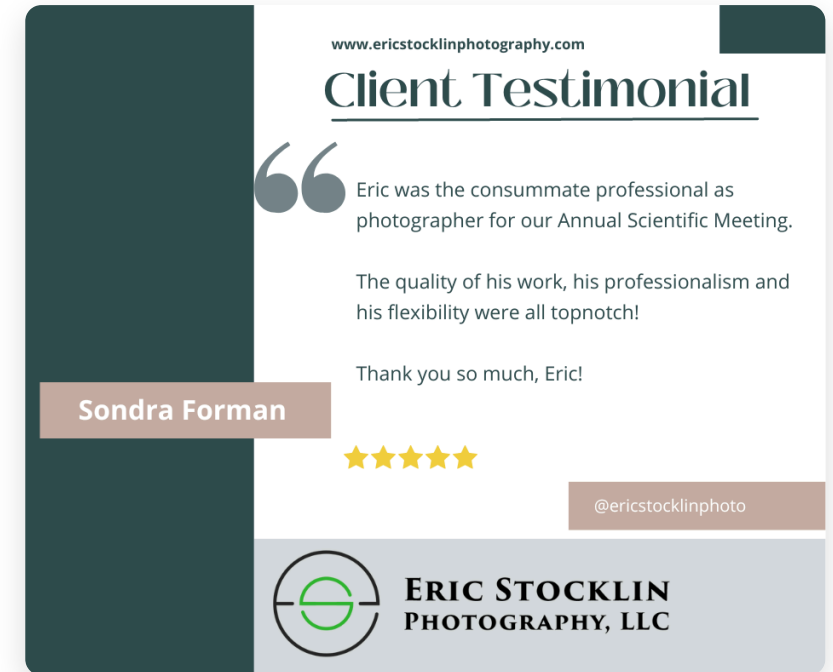 www.ericstocklinphotography.com
Client Testimonial
Eric was the consummate professional as
photographer for our Annual Scientific Meeting.
The quality of his work, his professionalism and
his flexibility were all topnotch!
Thank you so much, Eric!
Sondra Forman
@ericstocklinphoto
ERIC STOCKLIN
PHOTOGRAPHY, LLC